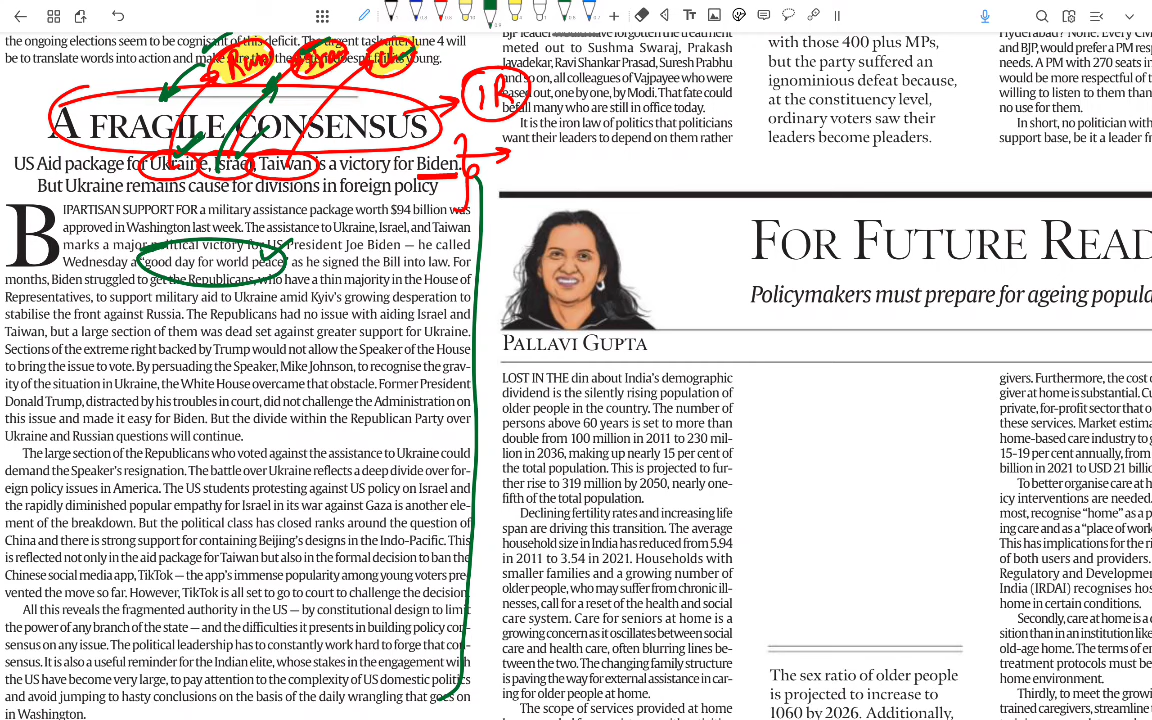 the ongoing elections seem to be cognisant of this deficit. The urgent task after June 4 will
be to translate words into action and make sure that the doesn't fail its young.
IR
A FRAGILE CONSENSUS
US Aid package for Ukraine, Israel, Taiwan is a victory for Biden.
But Ukraine remains cause for divisions in foreign policy
BIPARTISAN SUPPORT FOR a military assistance package worth $94 billion was
approved in Washington last week. The assistance to Ukraine, Israel, and Taiwan
marks a major political victory for US President Joe Biden — he called
Wednesday a "good day for world peace" as he signed the Bill into law. For
months, Biden struggled to get the Republicans, who have a thin majority in the House of
Representatives, to support military aid to Ukraine amid Kyiv's growing desperation to
stabilise the front against Russia. The Republicans had no issue with aiding Israel and
Taiwan, but a large section of them was dead set against greater support for Ukraine.
Sections of the extreme right backed by Trump would not allow the Speaker of the House
to bring the issue to vote. By persuading the Speaker, Mike Johnson, to recognise the grav-
ity of the situation in Ukraine, the White House overcame that obstacle. Former President
Donald Trump, distracted by his troubles in court, did not challenge the Administration on
this issue and made it easy for Biden. But the divide within the Republican Party over
Ukraine and Russian questions will continue.
The large section of the Republicans who voted against the assistance to Ukraine could
demand the Speaker's resignation. The battle over Ukraine reflects a deep divide over for-
eign policy issues in America. The US students protesting against US policy on Israel and
the rapidly diminished popular empathy for Israel in its war against Gaza is another ele-
ment of the breakdown. But the political class has closed ranks around the question of
China and there is strong support for containing Beijing's designs in the Indo-Pacific. This
is reflected not only in the aid package for Taiwan but also in the formal decision to ban the
Chinese social media app, TikTok — the app's immense popularity among young voters pre-
vented the move so far. However, TikTok is all set to go to court to challenge the decision.
All this reveals the fragmented authority in the US — by constitutional design to limit
the power of any branch of the state — and the difficulties it presents in building policy con-
sensus on any issue. The political leadership has to constantly work hard to forge that con-
sensus. It is also a useful reminder for the Indian elite, whose stakes in the engagement with
the US have become very large, to pay attention to the complexity of US domestic politics
and avoid jumping to hasty conclusions on the basis of the daily wrangling that goes on
in Washington.
BJP leader have forgotten the treatment
meted out to Sushma Swaraj, Prakash
Javadekar, Ravi Shankar Prasad, Suresh Prabhu
and so on, all colleagues of Vajpayee who were
eased out, one by one, by Modi. That fate could
befall many who are still in office today.
It is the iron law of politics that politicians
want their leaders to depend on them rather
with those 400 plus MPs,
but the party suffered an
ignominious defeat because,
at the constituency level,
ordinary voters saw their
leaders become pleaders.
Hyderabad? None. Every
and BJP, would prefer a PM
needs. A PM with 270 seats in
would be more respectful of
willing to listen to them than
no use for them.
In short, no politician with
support base, be it a leader
FOR FUTURE READ
Policymakers must prepare for ageing popula
PALLAVI GUPTA
LOST IN THE din about India's demographic
dividend is the silently rising population of
older people in the country. The number of
persons above 60 years is set to more than
double from 100 million in 2011 to 230 mil-
lion in 2036, making up nearly 15 per cent of
the total population. This is projected to fur-
ther rise to 319 million by 2050, nearly one-
fifth of the total population.
Declining fertility rates and increasing life
span are driving this transition. The average
household size in India has reduced from 5.94
in 2011 to 3.54 in 2021. Households with
smaller families and a growing number of
older people, who may suffer from chronic ill-
nesses, call for a reset of the health and social
care system. Care for seniors at home is a
growing concern as it oscillates between social
care and health care, often blurring lines be-
tween the two. The changing family structure
is paving the way for external assistance in car-
ing for older people at home.
The scope of services provided at home
The sex ratio of older people
is projected to increase to
1060 by 2026. Additionally,
givers. Furthermore, the cost
giver at home is substantial.
private, for-profit sector that
these services. Market
home-based care industry to
15-19 per cent annually, from
billion in 2021 to USD 21
To better organise care at
icy interventions are needed.
most, recognise "home" as a
ing care and as a "place of work
This has implications for the
of both users and providers.
Regulatory and
India (IRDAI) recognises
home in certain conditions.
Secondly, care at home is a
sition than in an institution like
old-age home. The terms of
treatment protocols must be
home environment.
Thirdly, to meet the
trained caregivers, streamline